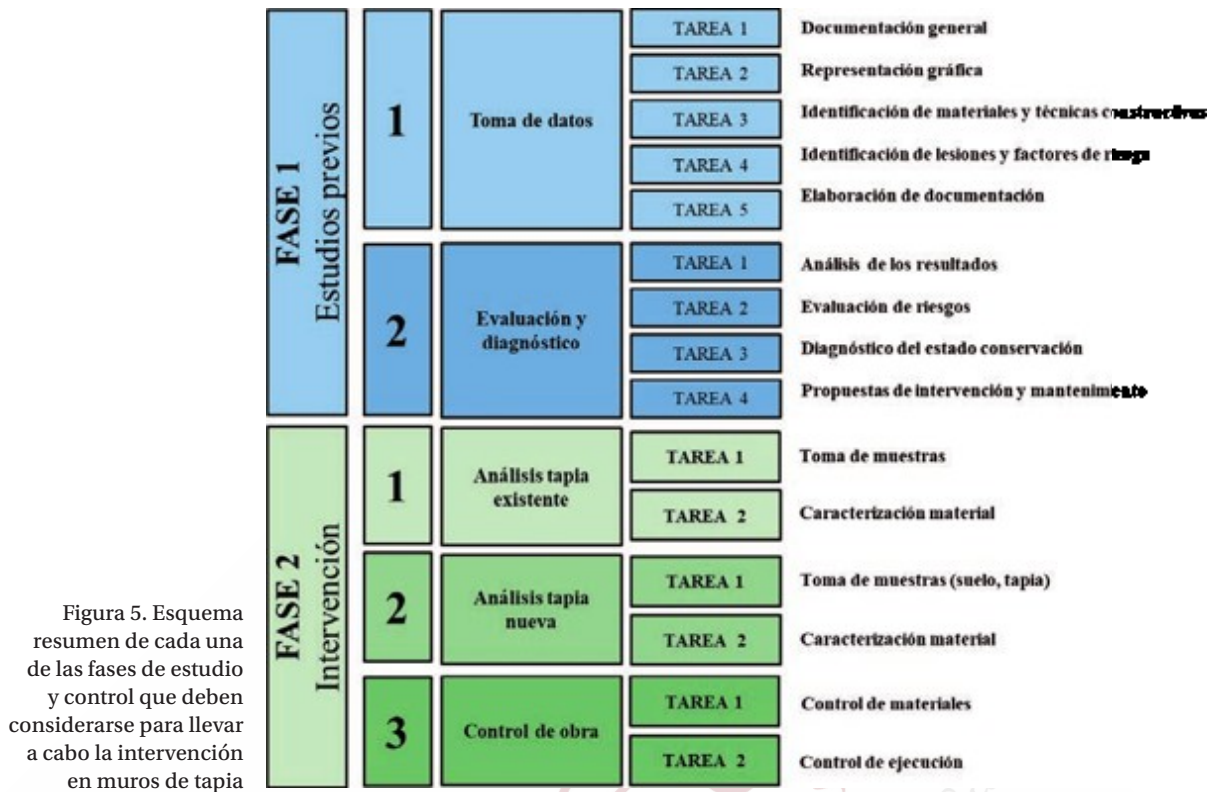 FASE 1
Estudios previos
1
Toma de datos
TAREA 1
Documentación general
TAREA 2
Representación gráfica
TAREA 3
Identificación de materiales y técnicas constructivas
TAREA 4
Identificación de lesiones y factores de riesgo
TAREA 5
Elaboración de documentación
2
Evaluación y
diagnóstico
TAREA 1
Análisis de los resultados
TAREA 2
Evaluación de riesgos
TAREA 3
Diagnóstico del estado conservación
TAREA 4
Propuestas de intervención y mantenimiento
FASE 2
Intervención
1
Análisis tapia
existente
TAREA 1
Toma de muestras
TAREA 2
Caracterización material
2
Análisis tapia
nueva
TAREA 1
Toma de muestras (suelo, tapia)
TAREA 2
Caracterización material
3
Control de obra
TAREA 1
Control de materiales
TAREA 2
Control de ejecución
Figura 5. Esquema
resumen de cada una
de las fases de estudio
y control que deben
considerarse para llevar
a cabo la intervención
en muros de tapia